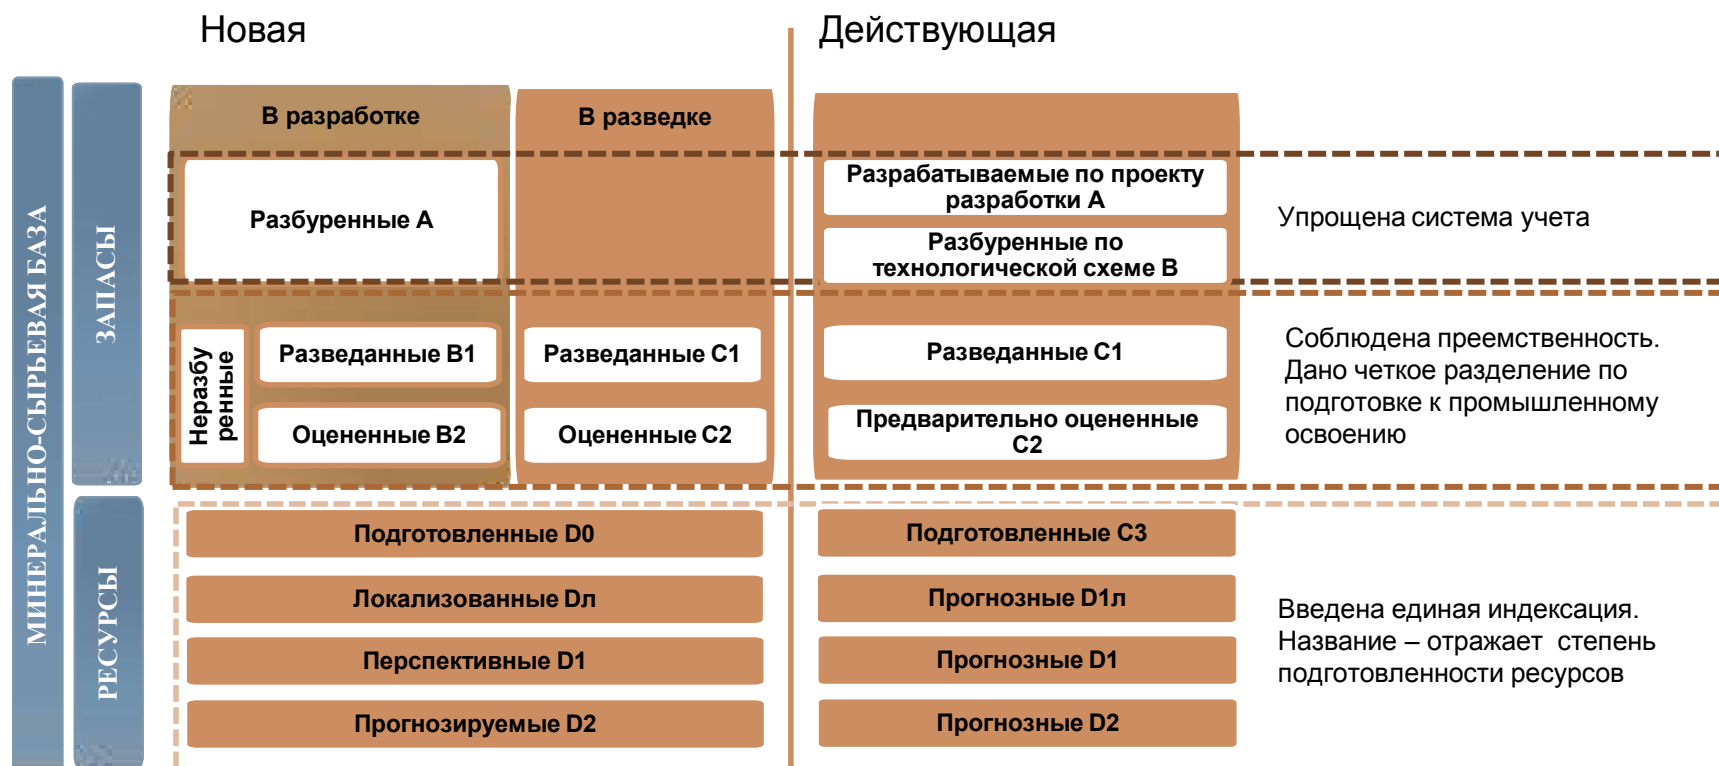 Новая
Действующая
МИНЕРАЛЬНО-СЫРЬЕВАЯ БАЗА
ЗАПАСЫ
РЕСУРСЫ
В разработке
В разведке
Разбуренные А
Неразбу
ренные
Разведанные В1
Оцененные В2
Разведанные С1
Оцененные С2
Разрабатываемые по проекту
разработки А
Разбуренные по
технологической схеме В
Разведанные С1
Предварительно оцененные
С2
Упрощена система учета
Соблюдена преемственность.
Дано четкое разделение по
подготовке к промышленному
освоению
Подготовленные D0
Локализованные Dл
Перспективные D1
Прогнозируемые D2
Подготовленные С3
Прогнозные D1л
Прогнозные D1
Прогнозные D2
Введена единая индексация.
Название – отражает степень
подготовленности ресурсов